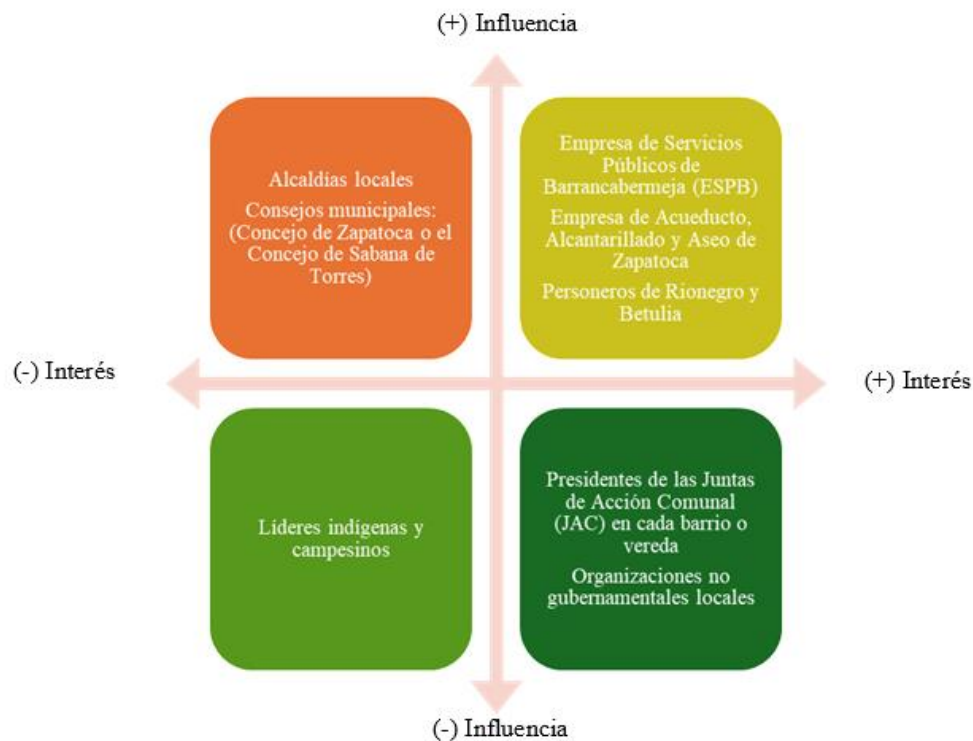 (+) Influencia
Alcaldías locales
Consejos municipales:
(Concejo de Zapatoca o el
Concejo de Sabana de
Torres)
Empresa de Servicios
Públicos de
Barrancabermeja (ESPB)
Empresa de Acueducto,
Alcantarillado y Aseo de
Zapatoca
Personeros de Rionegro y
Betulia
(-) Interés
(+) Interés
Líderes indígenas y
campesinos
Presidentes de las Juntas
de Acción Comunal
(JAC) en cada barrio o
vereda
Organizaciones no
gubernamentales locales
(-) Influencia